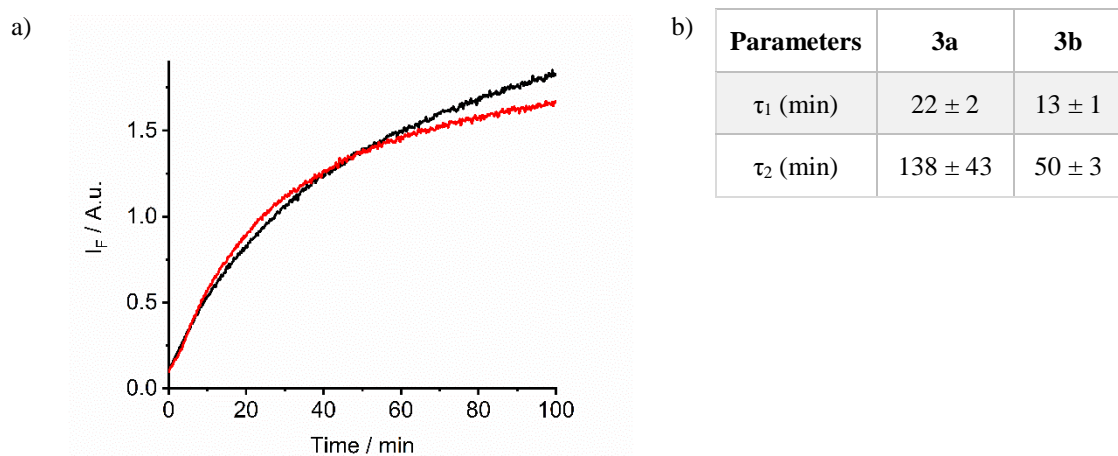 a)
I_F / A.u.
1.5
1.0
0.5
0.0
0 20 40 60 80 100
Time / min
b)
Parameters 3a 3b
τ₁ (min) 22 ± 2 13 ± 1
τ₂ (min) 138 ± 43 50 ± 3